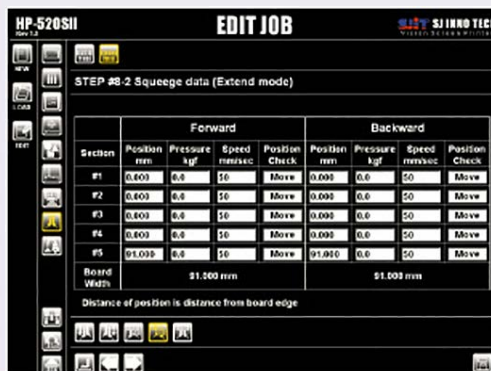 HP-520SII
Rev 1.0
EDIT JOB
SJIT SJ INNO TEC
Vision Screen Printer
NEW
LOAD
EDIT
STEP #8-2 Squeege data (Extend mode)
Forward Backward
Section Position mm Pressure kgf Speed mm/sec Position Check Position mm Pressure kgf Speed mm/sec Position Check
#1 0.000 0.0 50 Move 0.000 0.0 50 Move
#2 0.000 0.0 50 Move 0.000 0.0 50 Move
#3 0.000 0.0 50 Move 0.000 0.0 50 Move
#4 0.000 0.0 50 Move 0.000 0.0 50 Move
#5 91.000 0.0 50 Move 91.000 0.0 50 Move
Board Width 91.000 mm 91.000 mm
Distance of position is distance from board edge